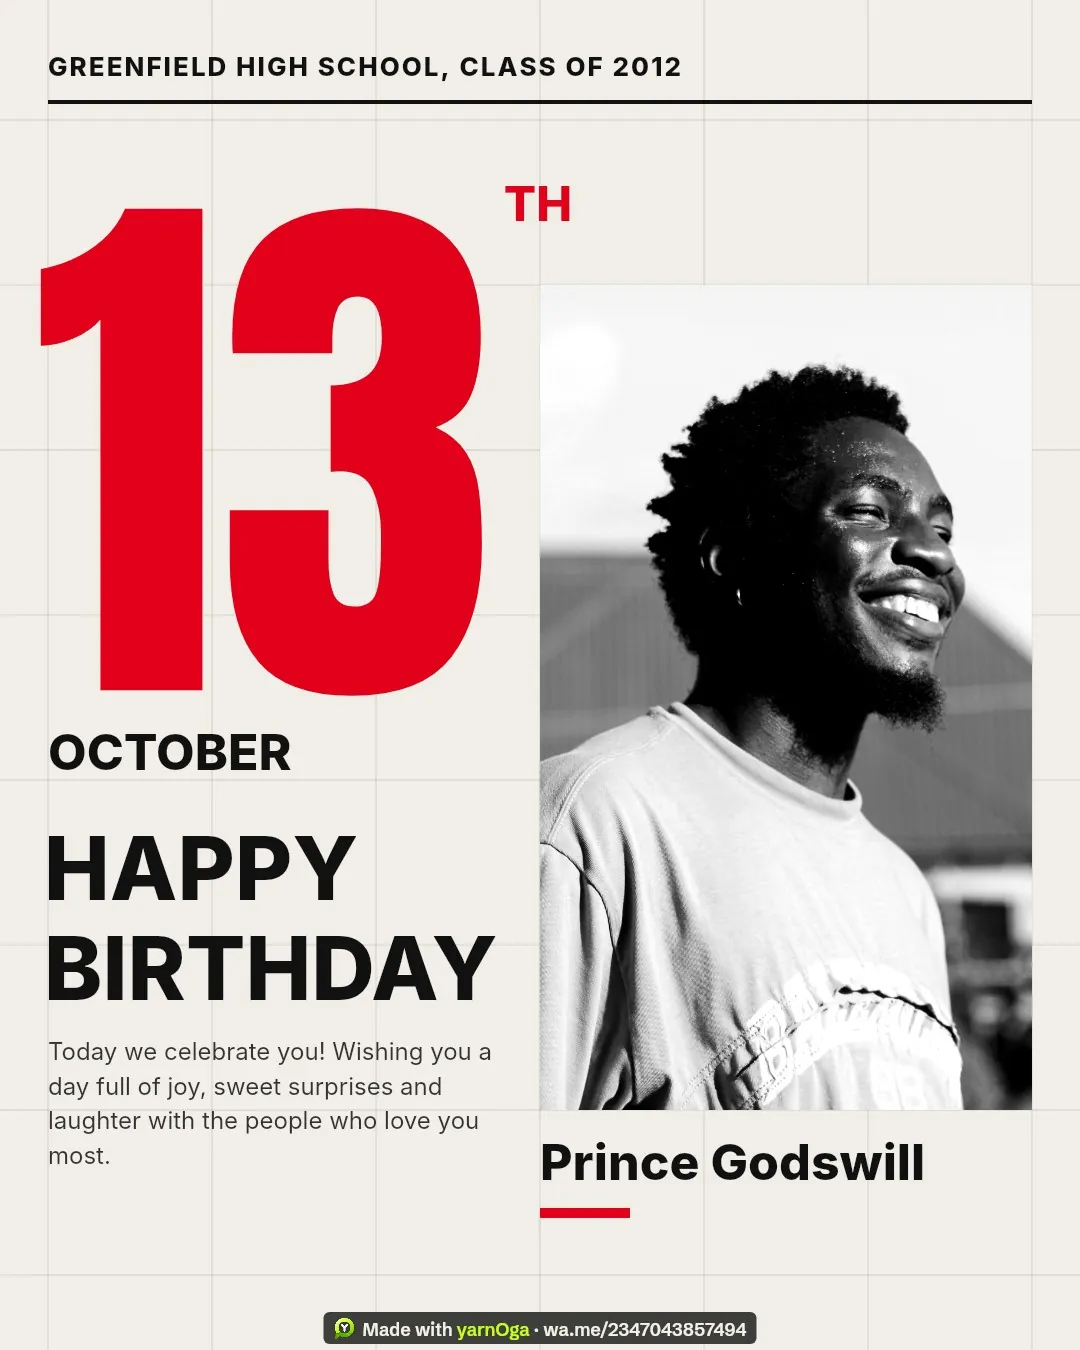 GREENFIELD HIGH SCHOOL, CLASS OF 2012
13TH
OCTOBER
HAPPY
BIRTHDAY
Today we celebrate you! Wishing you a
day full of joy, sweet surprises and
laughter with the people who love you
most.
Prince Godswill
Made with yarnOga · wa.me/2347043857494